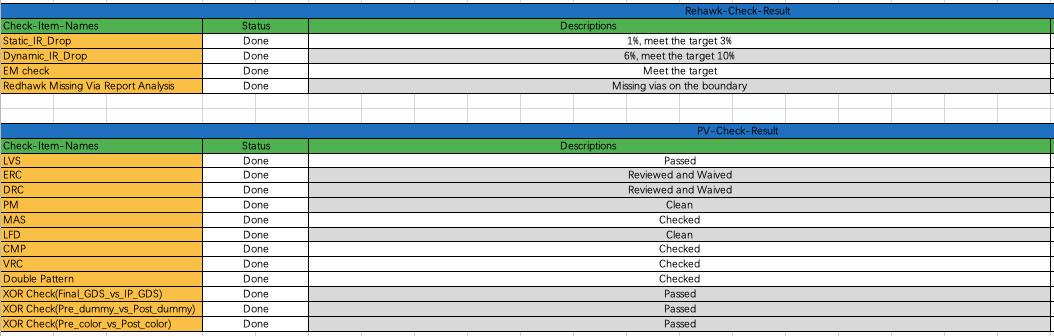 Rehawk-Check-Result
Check-Item-Names Status Descriptions
Static_IR_Drop Done 1%, meet the target 3%
Dynamic_IR_Drop Done 6%, meet the target 10%
EM check Done Meet the target
Redhawk Missing Via Report Analysis Done Missing vias on the boundary
PV-Check-Result
Check-Item-Names Status Descriptions
LVS Done Passed
ERC Done Reviewed and Waived
DRC Done Reviewed and Waived
PM Done Clean
MAS Done Checked
LFD Done Clean
CMP Done Checked
VRC Done Checked
Double Pattern Done Checked
XOR Check(Final_GDS_vs_IP_GDS) Done Passed
XOR Check(Pre_dummy_vs_Post_dummy) Done Passed
XOR Check(Pre_color_vs_Post_color) Done Passed